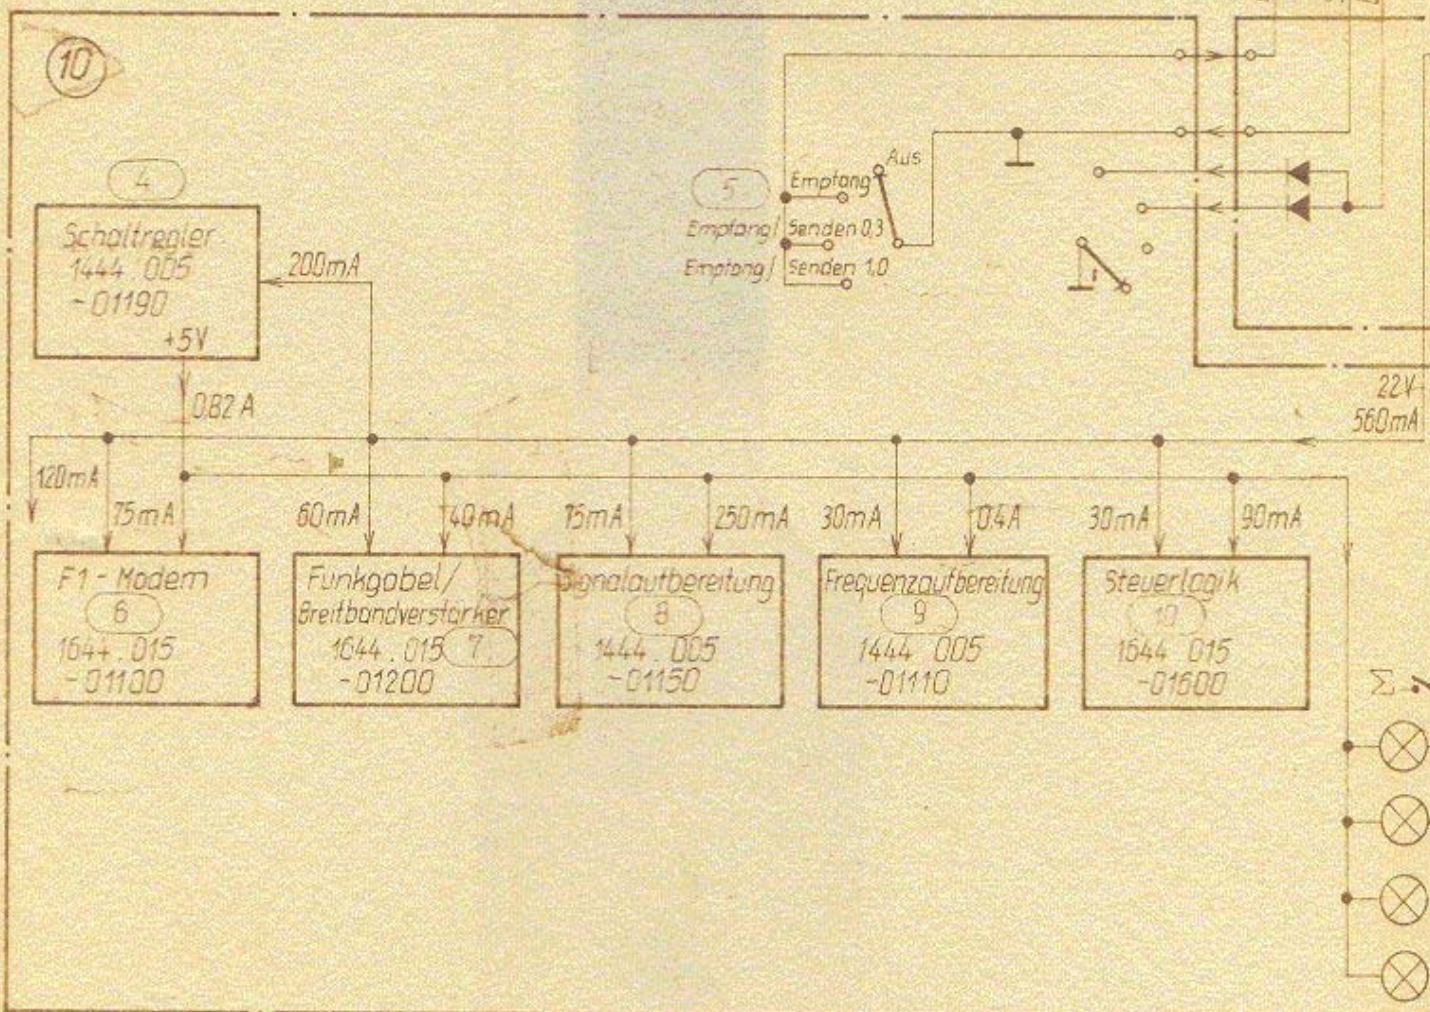 10
4
Schaltregler
1444.005
-01190
+5V
200mA
0,82 A
5
Aus
Empfang
Empfang/ Senden 0,3
Empfang/ Senden 1,0
22V
560mA
120mA
75mA
60mA
40mA
250mA
30mA
0,4A
30mA
90mA
F1-Modem
6
1644.015
-01100
Funkgabel/
Breitbandverstärker
1644.015 7
-01200
Signalaufbereitung
8
1444.005
-01150
Frequenzaufbereitung
9
1444 005
-01110
Steuerlogik
1644 015
-01600
Σ